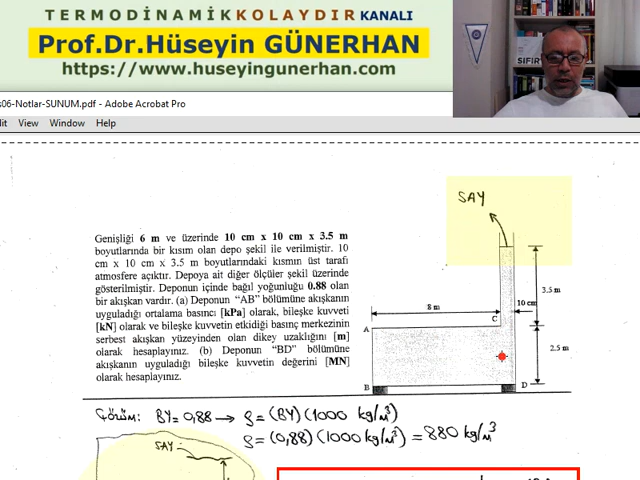 TERMODİNAMİKKOLAYDIR KANALI
Prof.Dr.Hüseyin GÜNERHAN
https://www.huseyingunerhan.com
SIFIR
s06-Notlar-SUNUM.pdf - Adobe Acrobat Pro
dit View Window Help
SAY
Genişliği 6 m ve üzerinde 10 cm x 10 cm x 3.5 m
boyutlarında bir kısım olan depo şekil ile verilmiştir. 10
cm x 10 cm x 3.5 m boyutlarındaki kısmın üst tarafı
atmosfere açıktır. Depoya ait diğer ölçüler şekil üzerinde
gösterilmiştir. Deponun içinde bağıl yoğunluğu 0.88 olan
bir akışkan vardır. (a) Deponun "AB" bölümüne akışkanın
uyguladığı ortalama basıncı [kPa] olarak, bileşke kuvveti
[kN] olarak ve bileşke kuvvetin etkidiği basınç merkezinin
serbest akışkan yüzeyinden olan dikey uzaklığını [m]
olarak hesaplayınız. (b) Deponun "BD" bölümüne
akışkanın uyguladığı bileşke kuvvetin değerini [MN]
olarak hesaplayınız.
3.5 m
8 m
10 cm
C
A
2.5 m
B
D
Çözüm: BY=0,88 → ρ = (BY)(1000 kg/m³)
ρ = (0,88)(1000 kg/m³) = 880 kg/m³
SAY